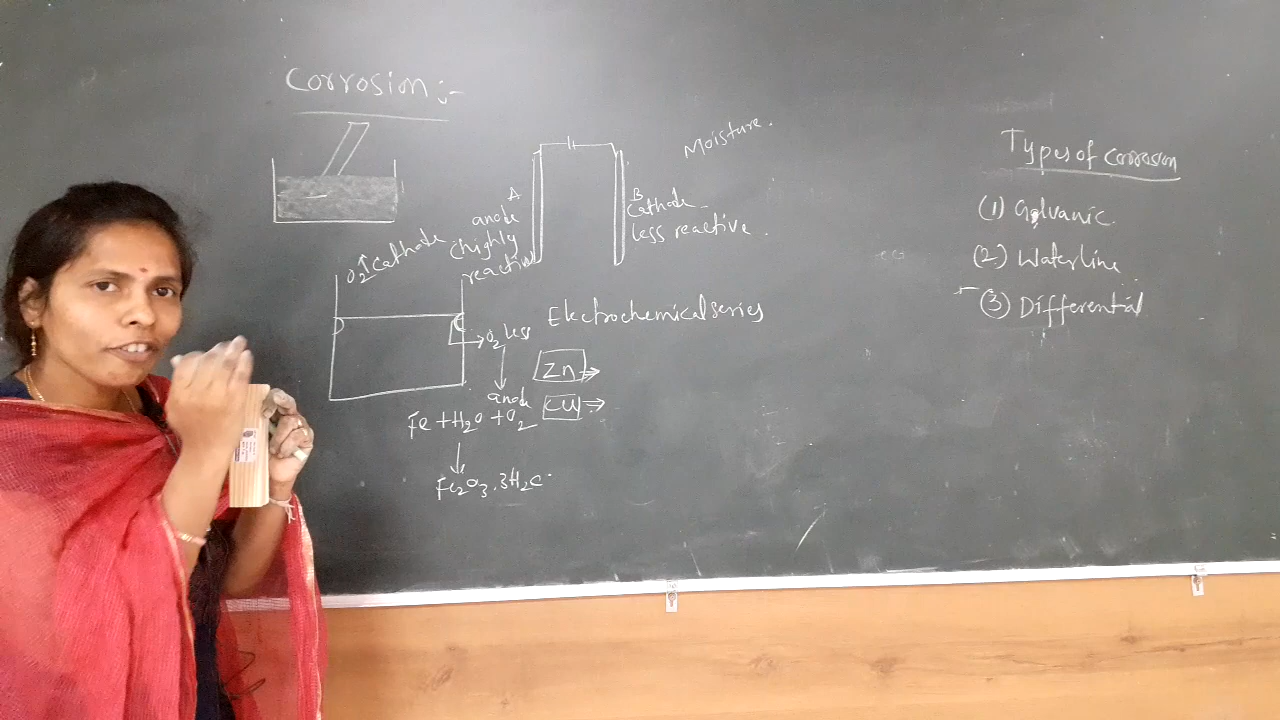 Corrosion:-
Moisture.
A
anode
(highly
reactive
B
Cathode
less reactive.
O2↑ Cathode
O2 less
anode
Fe + H2O + O2
Fe2O3.3H2O
Electrochemical series
Zn
Cu
Types of Corrosion
(1) Galvanic
(2) Waterline
(3) Differential